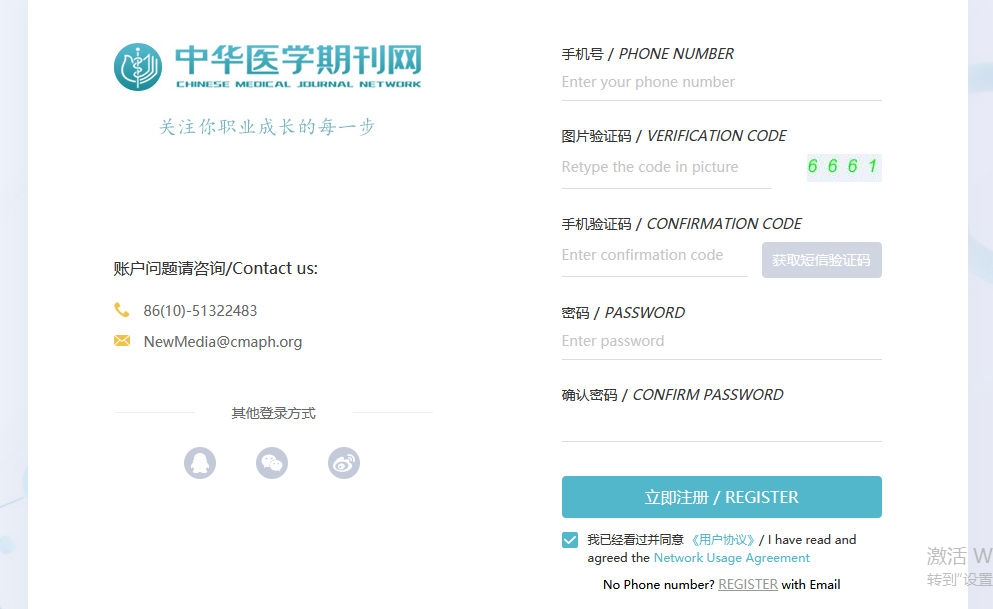 中华医学期刊网
CHINESE MEDICAL JOURNAL NETWORK
关注你职业成长的每一步
账户问题请咨询/Contact us:
86(10)-51322483
NewMedia@cmaph.org
其他登录方式
手机号 / PHONE NUMBER
Enter your phone number
图片验证码 / VERIFICATION CODE
Retype the code in picture
6 6 6 1
手机验证码 / CONFIRMATION CODE
Enter confirmation code
获取短信验证码
密码 / PASSWORD
Enter password
确认密码 / CONFIRM PASSWORD
立即注册 / REGISTER
我已经看过并同意《用户协议》/ I have read and
agreed the Network Usage Agreement
No Phone number? REGISTER with Email
激活 W
转到"设置